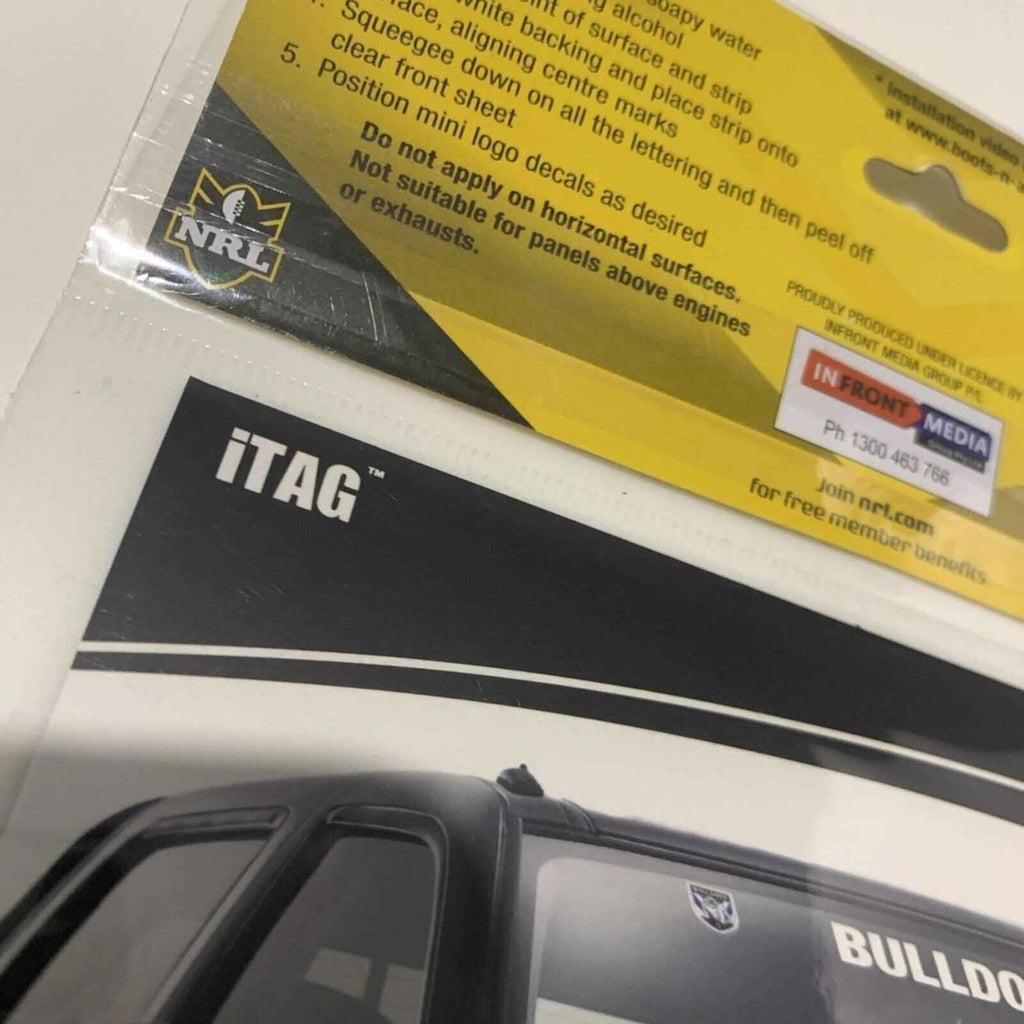 soapy water
alcohol
of surface and strip
white backing and place strip onto
aligning centre marks
Squeegee down on all the lettering and then peel off
clear front sheet
5. Position mini logo decals as desired
Do not apply on horizontal surfaces.
Not suitable for panels above engines
or exhausts.
Installation video
at www.boots-n-
NRL
PROUDLY PRODUCED UNDER LICENCE BY
INFRONT MEDIA GROUP P/L
INFRONT
MEDIA
Ph 1300 463 766
Join nrl.com
for free member benefits
iTAG™
BULLDO